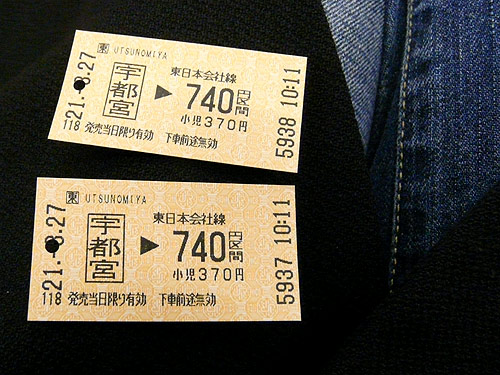 東 UTSUNOMIYA
東日本会社線
宇都宮 ▶ 740円区間
小児370円
118 発売当日限り有効 下車前途無効
21.-8.27
5938 10:11
東 UTSUNOMIYA
東日本会社線
宇都宮 ▶ 740円区間
小児370円
118 発売当日限り有効 下車前途無効
21.-8.27
5937 10:11